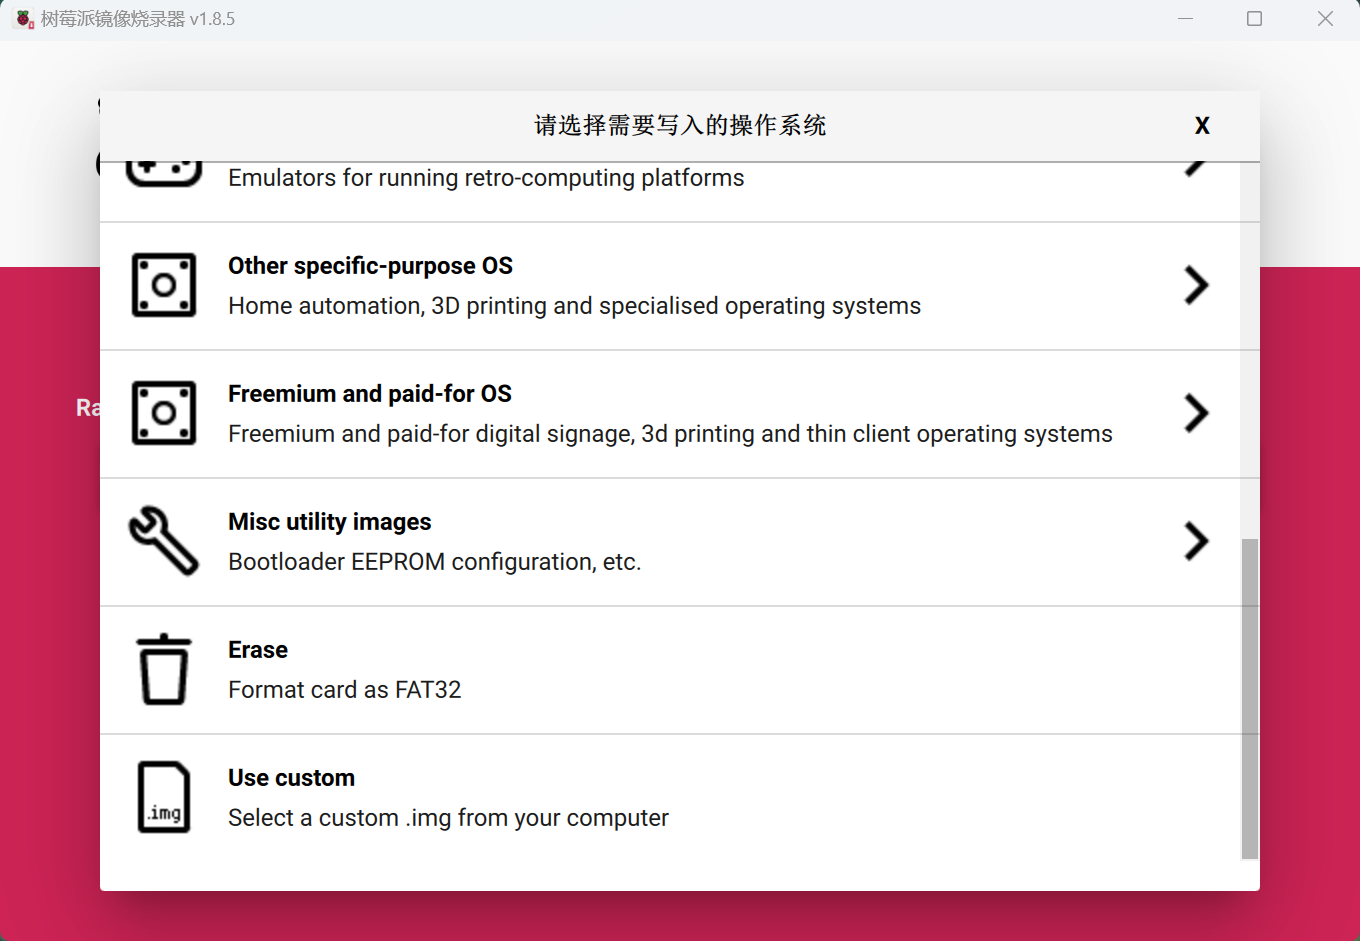 树莓派镜像烧录器 v1.8.5
请选择需要写入的操作系统
X
Emulators for running retro-computing platforms
Other specific-purpose OS
Home automation, 3D printing and specialised operating systems
Ra
Freemium and paid-for OS
Freemium and paid-for digital signage, 3d printing and thin client operating systems
Misc utility images
Bootloader EEPROM configuration, etc.
Erase
Format card as FAT32
Use custom
.img
Select a custom .img from your computer